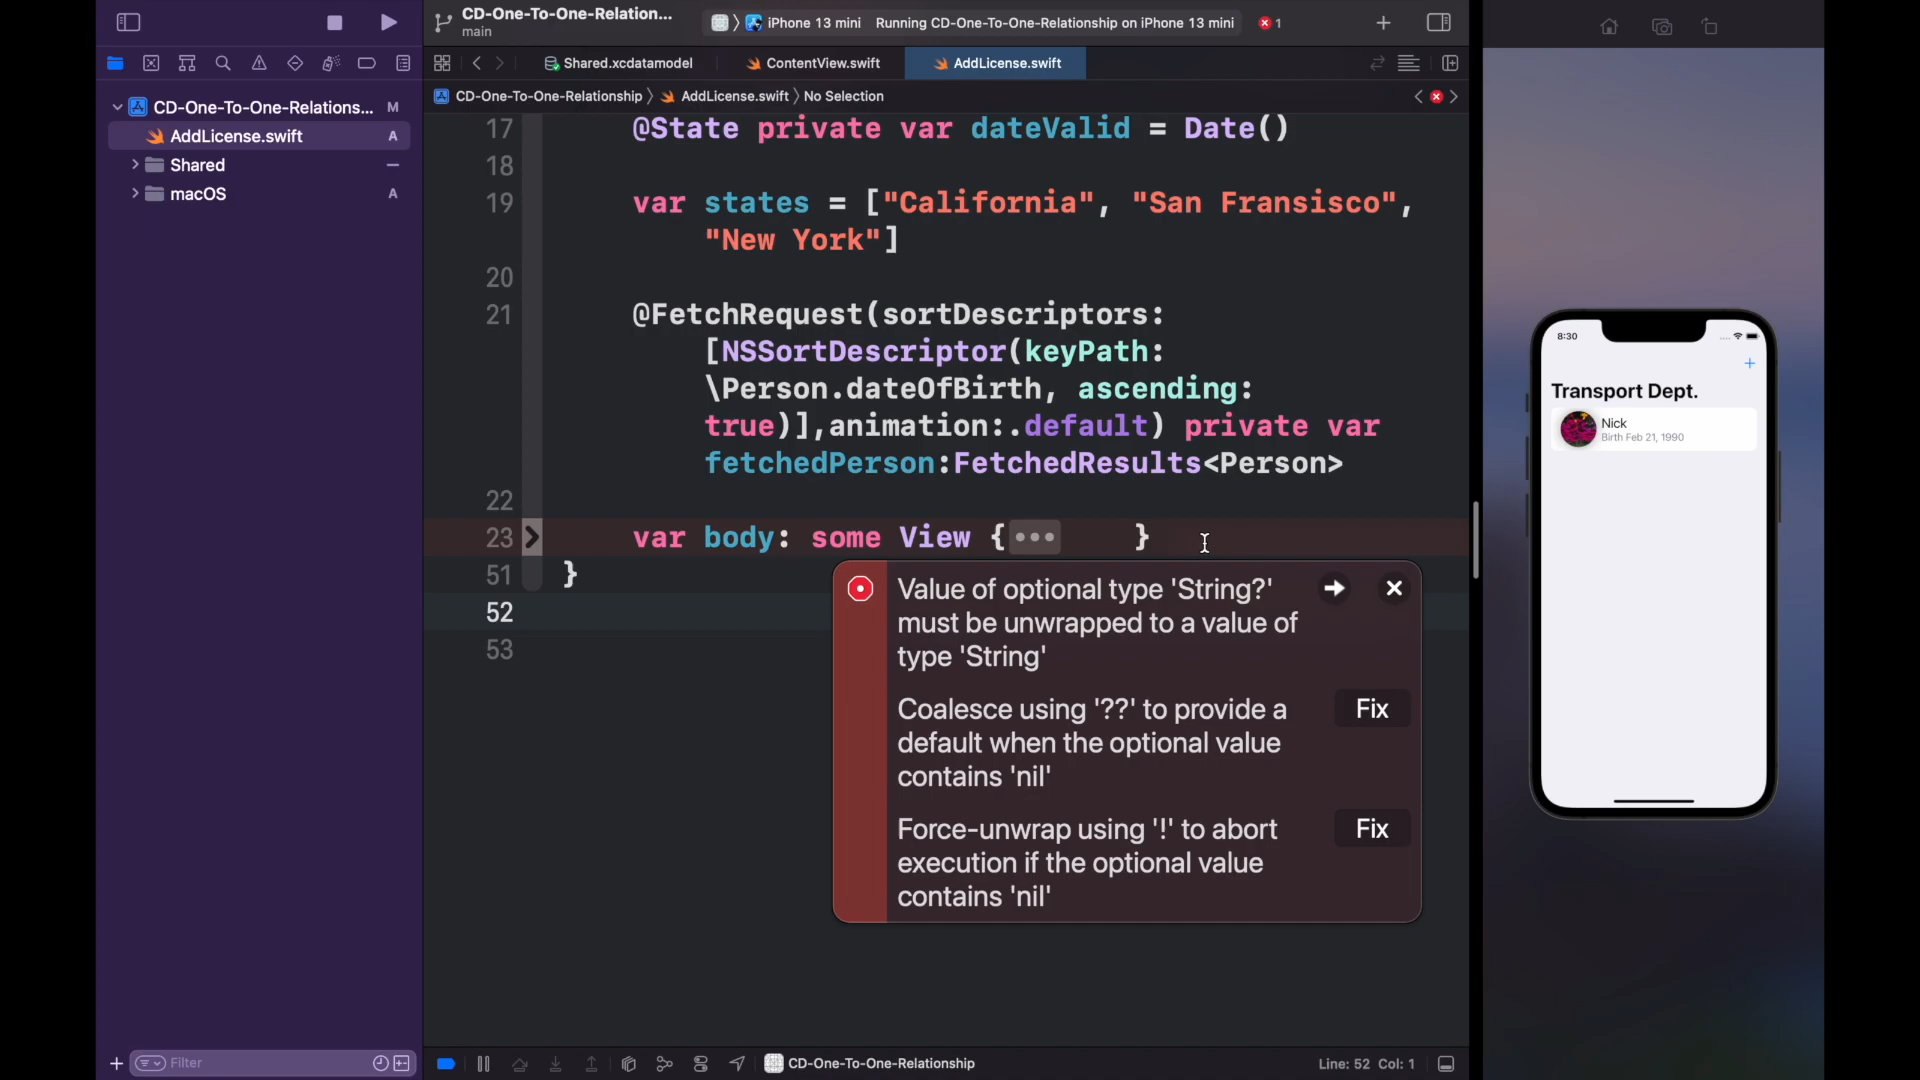 CD-One-To-One-Relation...
main
iPhone 13 mini
Running CD-One-To-One-Relationship on iPhone 13 mini
1
Shared.xcdatamodel
ContentView.swift
AddLicense.swift
CD-One-To-One-Relationship
AddLicense.swift
No Selection
CD-One-To-One-Relations...
M
AddLicense.swift
A
Shared
macOS
A
17 @State private var dateValid = Date()
18
19 var states = ["California", "San Fransisco",
"New York"]
20
21 @FetchRequest(sortDescriptors:
[NSSortDescriptor(keyPath:
\Person.dateOfBirth, ascending:
true)],animation:.default) private var
fetchedPerson:FetchedResults<Person>
22
23 var body: some View {••• }
51 }
52
53
Value of optional type 'String?'
must be unwrapped to a value of
type 'String'
Coalesce using '??' to provide a
default when the optional value
contains 'nil'
Fix
Force-unwrap using '!' to abort
execution if the optional value
contains 'nil'
Fix
8:30
+
Transport Dept.
Nick
Birth Feb 21, 1990
Filter
CD-One-To-One-Relationship
Line: 52 Col: 1